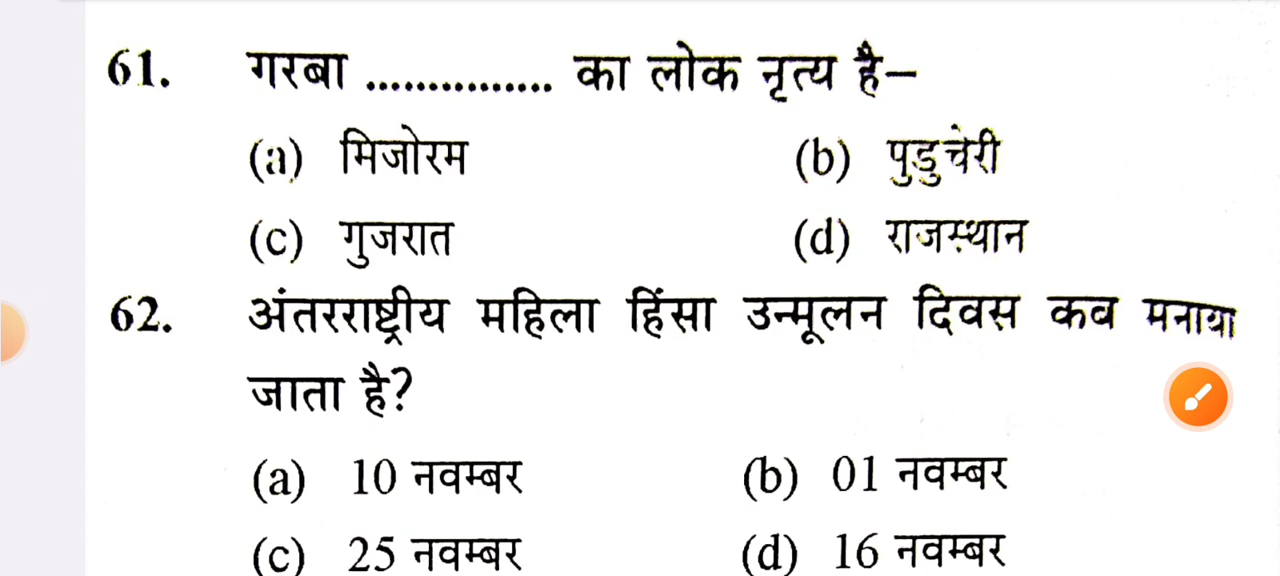 61. गरबा ............... का लोक नृत्य है–
(a) मिजोरम (b) पुडुचेरी
(c) गुजरात (d) राजस्थान
62. अंतरराष्ट्रीय महिला हिंसा उन्मूलन दिवस कब मनाया
जाता है?
(a) 10 नवम्बर (b) 01 नवम्बर
(c) 25 नवम्बर (d) 16 नवम्बर